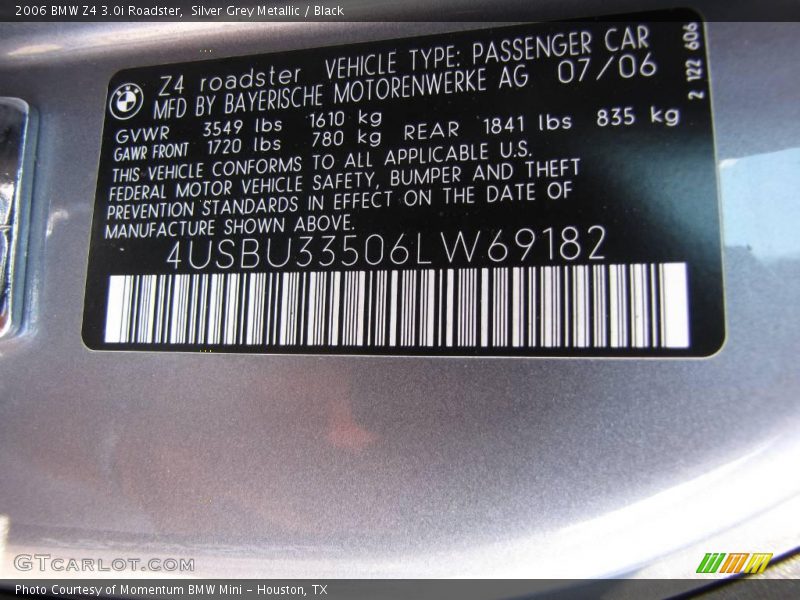 2006 BMW Z4 3.0i Roadster,  Silver Grey Metallic / Black
Z4 roadster VEHICLE TYPE: PASSENGER CAR
MFD BY BAYERISCHE MOTORENWERKE AG 07/06
GVWR 3549 lbs 1610 kg
GAWR FRONT 1720 lbs 780 kg REAR 1841 lbs 835 kg
THIS VEHICLE CONFORMS TO ALL APPLICABLE U.S.
FEDERAL MOTOR VEHICLE SAFETY, BUMPER AND THEFT
PREVENTION STANDARDS IN EFFECT ON THE DATE OF
MANUFACTURE SHOWN ABOVE.
4USBU33506LW69182
2 122 606
GTCARLOT.COM
Photo Courtesy of Momentum BMW Mini - Houston, TX